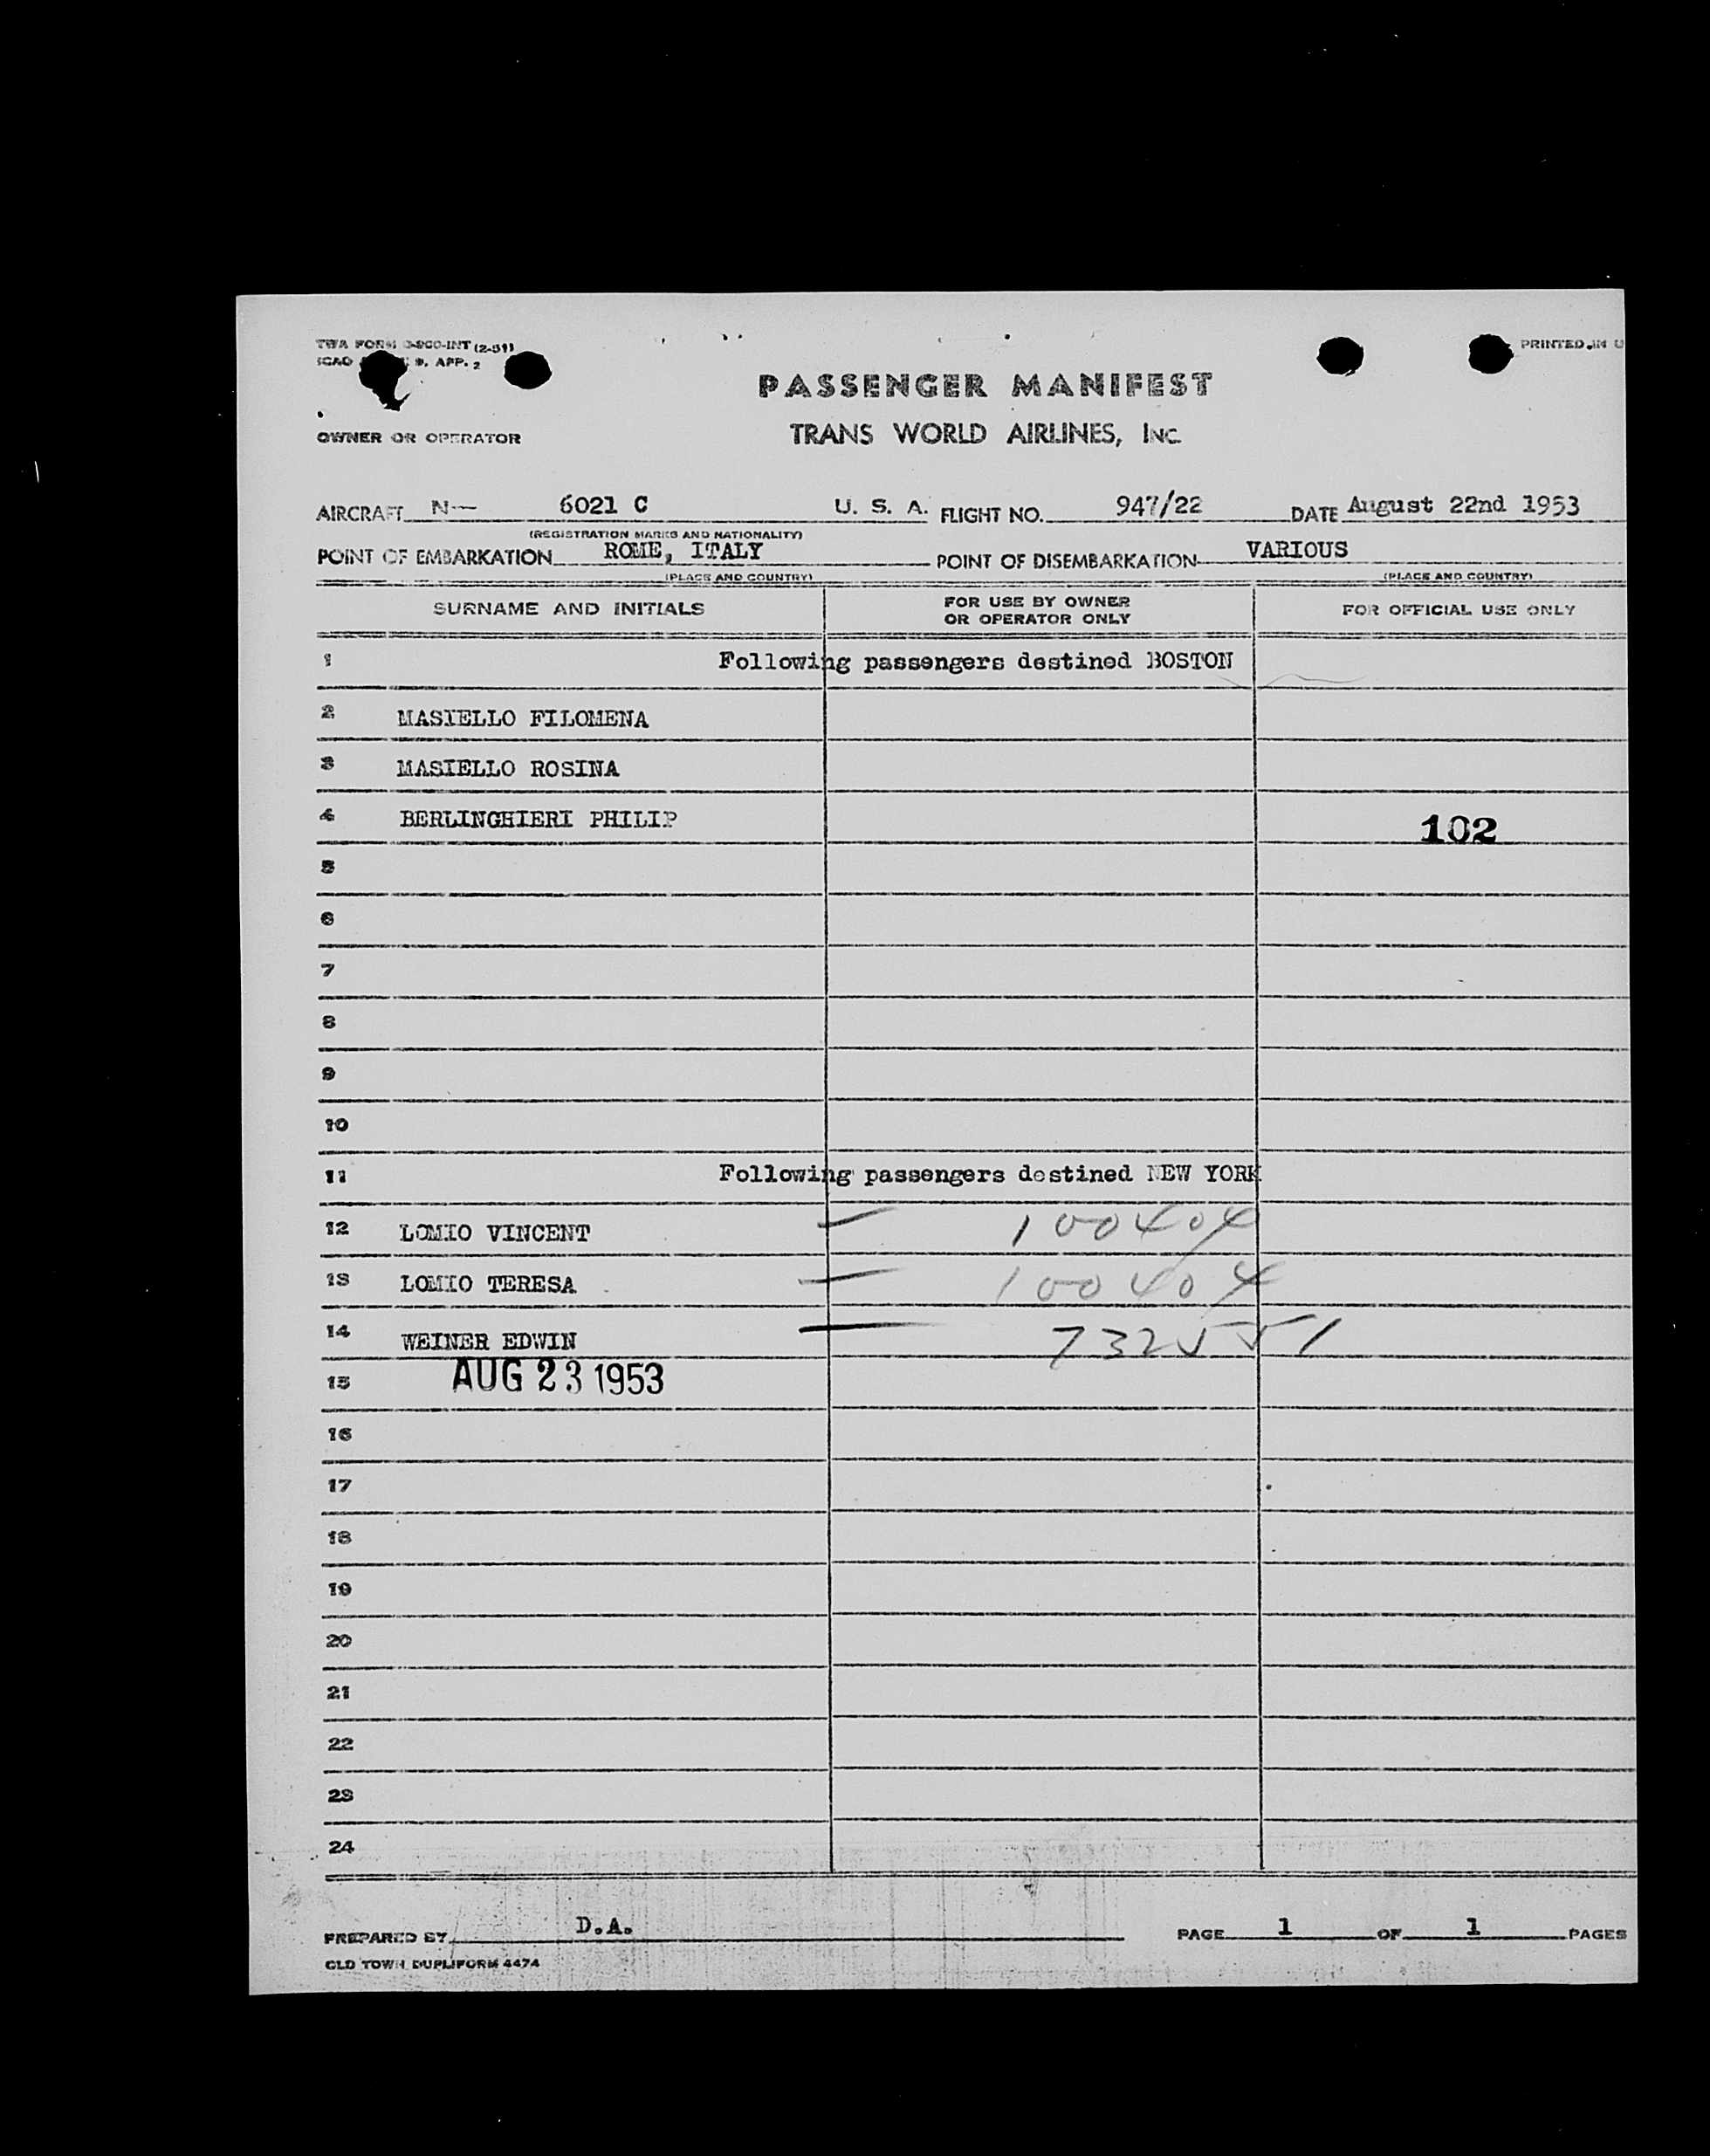 TWA FORM O-900-INT (2-51)
ICAO 9, APP. 2
PRINTED IN U
PASSENGER MANIFEST
OWNER OR OPERATOR TRANS WORLD AIRLINES, INC.
AIRCRAFT N— 6021 C U. S. A. FLIGHT NO. 947/22 DATE August 22nd 1953
(REGISTRATION MARKS AND NATIONALITY)
POINT OF EMBARKATION ROME, ITALY POINT OF DISEMBARKATION VARIOUS
(PLACE AND COUNTRY) (PLACE AND COUNTRY)
SURNAME AND INITIALS FOR USE BY OWNER OR OPERATOR ONLY FOR OFFICIAL USE ONLY
1 Following passengers destined BOSTON
2 MASIELLO FILOMENA
3 MASIELLO ROSINA
4 BERLINGHIERI PHILIP 102
5
6
7
8
9
10
11 Following passengers destined NEW YORK
12 LOMIO VINCENT — 100404
13 LOMIO TERESA — 100404
14 WEINER EDWIN — 7325551
15 AUG 23 1953
16
17
18
19
20
21
22
23
24
PREPARED BY D.A. PAGE 1 OF 1 PAGES
OLD TOWN DUPLIFORM 4474